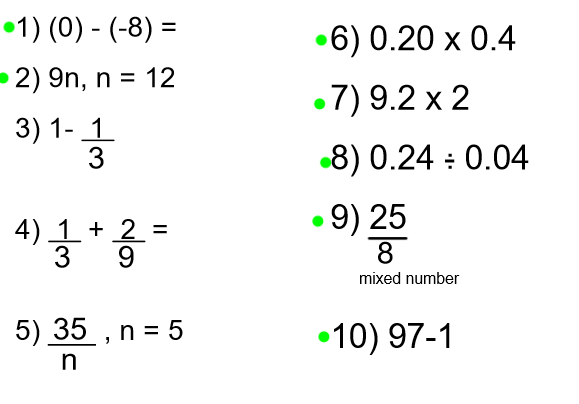 1) (0) - (-8) =
2) 9n, n = 12
3) 1- 1/3
4) 1/3 + 2/9 =
5) 35/n , n = 5
6) 0.20 x 0.4
7) 9.2 x 2
8) 0.24 ÷ 0.04
9) 25/8
mixed number
10) 97-1